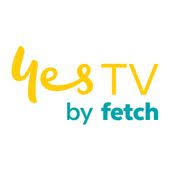 yes TV
by fetch